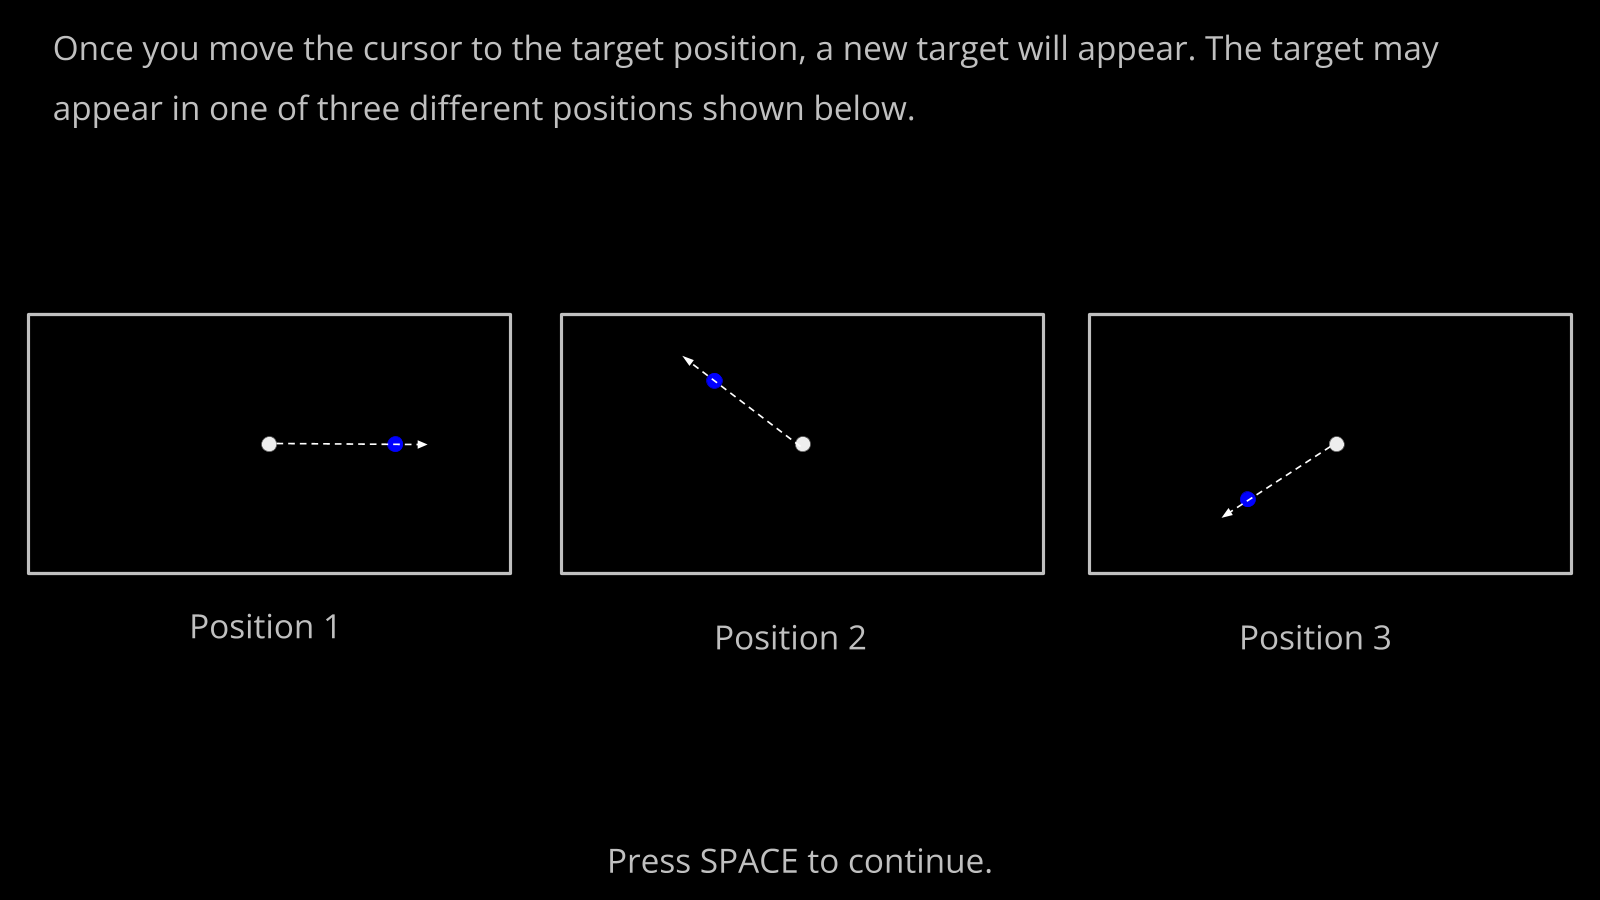 Once you move the cursor to the target position, a new target will appear. The target may
appear in one of three different positions shown below.
Position 1
Position 2
Position 3
Press SPACE to continue.